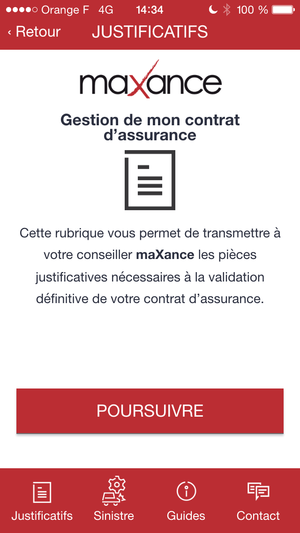 Orange F 4G 14:34 100 %
‹ Retour JUSTIFICATIFS
maXance
Gestion de mon contrat
d'assurance
Cette rubrique vous permet de transmettre à
votre conseiller maXance les pièces
justificatives nécessaires à la validation
définitive de votre contrat d'assurance.
POURSUIVRE
Justificatifs Sinistre Guides Contact